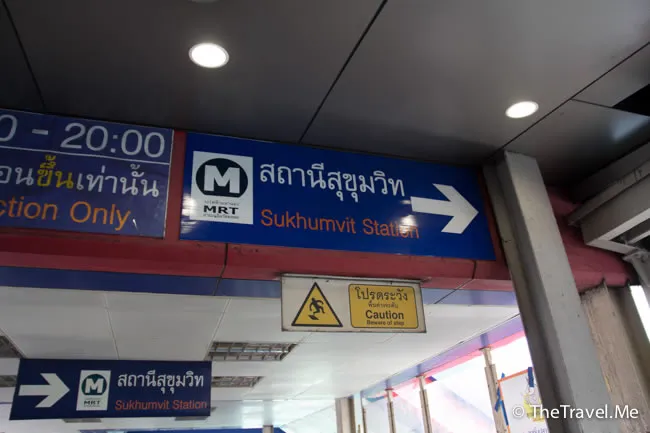 0 - 20:00
อนขึ้นเท่านั้น
ction Only
M
MRT
สถานีสุขุมวิท
Sukhumvit Station
โปรดระวัง
Caution
Beware of step
M
MRT
สถานีสุขุมวิท
Sukhumvit Station
© TheTravel.Me